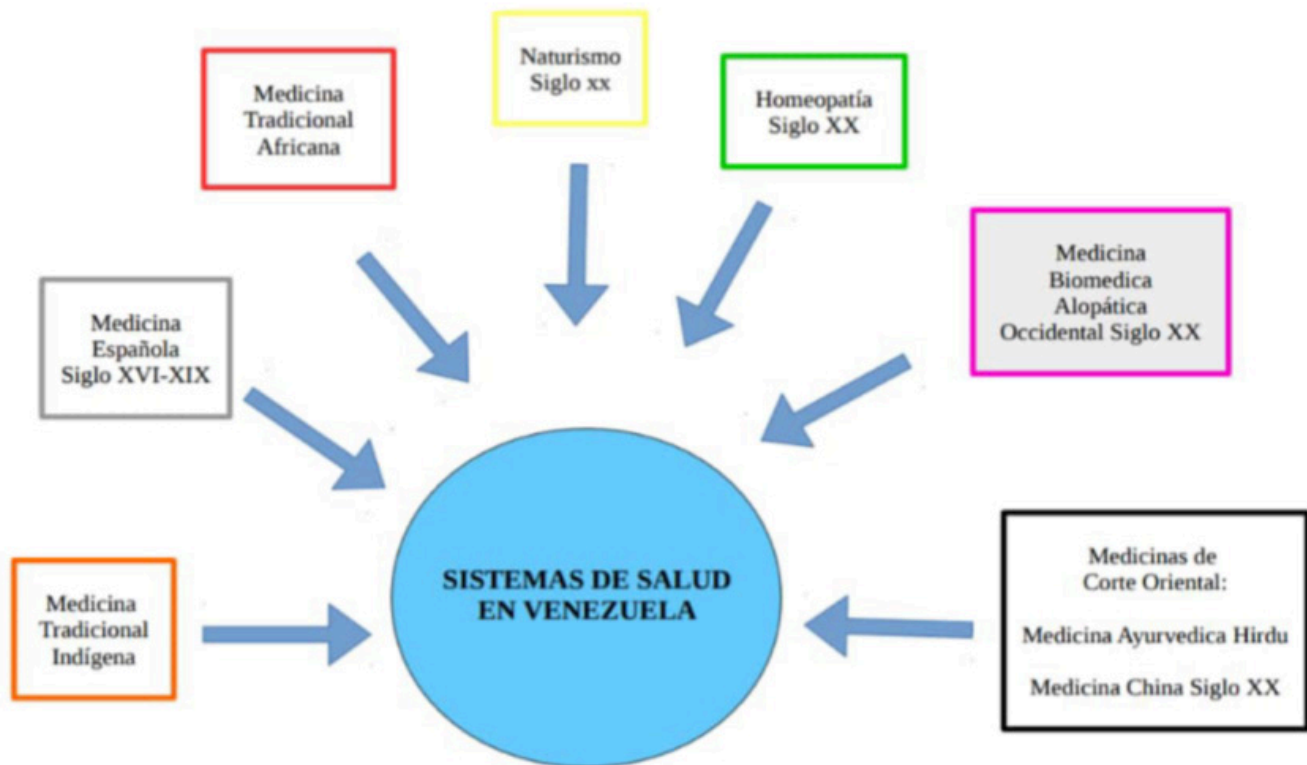 Naturismo
Siglo xx
Medicina
Tradicional
Africana
Homeopatía
Siglo XX
Medicina
Biomedica
Alopática
Occidental Siglo XX
Medicina
Española
Siglo XVI-XIX
SISTEMAS DE SALUD
EN VENEZUELA
Medicina
Tradicional
Indígena
Medicinas de
Corte Oriental:
Medicina Ayurvedica Hirdu
Medicina China Siglo XX